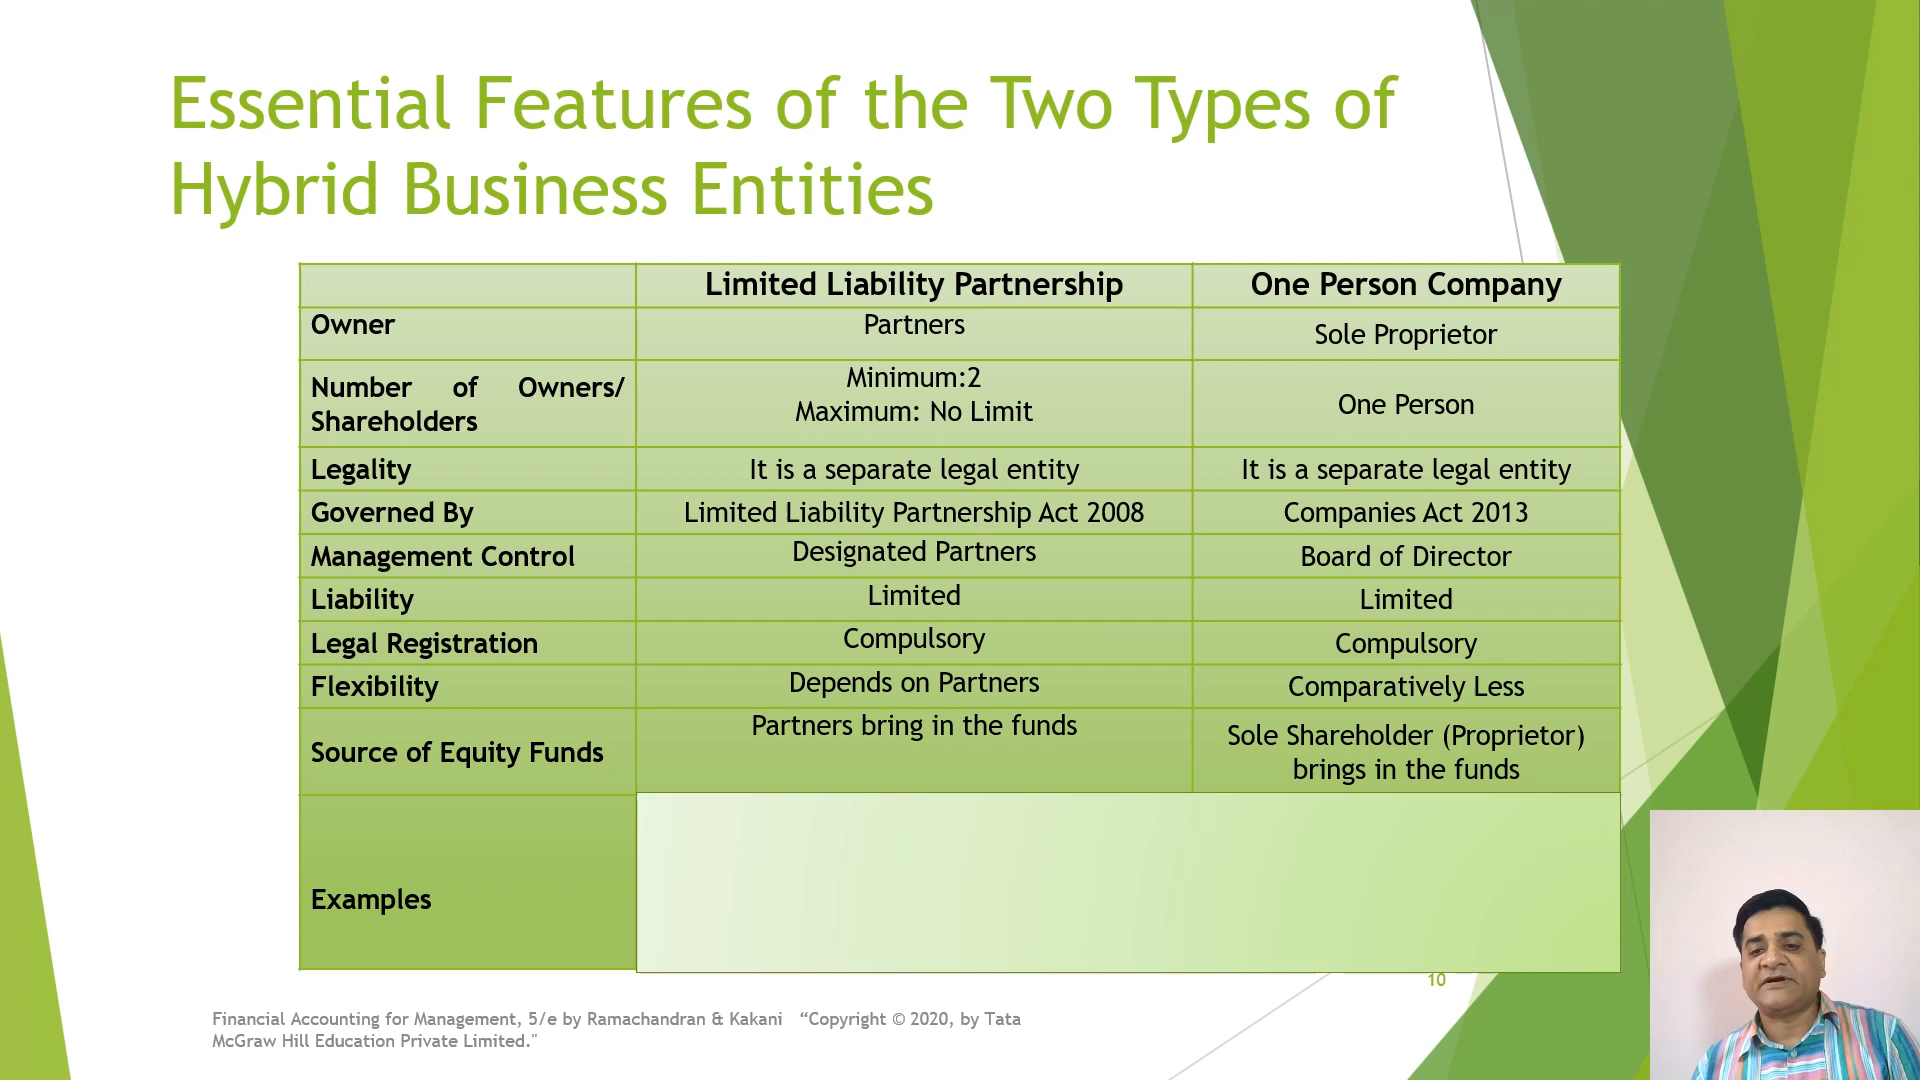 Essential Features of the Two Types of
Hybrid Business Entities
Limited Liability Partnership One Person Company
Owner Partners Sole Proprietor
Number of Owners/
Shareholders
Minimum:2
Maximum: No Limit
One Person
Legality It is a separate legal entity It is a separate legal entity
Governed By Limited Liability Partnership Act 2008 Companies Act 2013
Management Control Designated Partners Board of Director
Liability Limited Limited
Legal Registration Compulsory Compulsory
Flexibility Depends on Partners Comparatively Less
Source of Equity Funds Partners bring in the funds
Sole Shareholder (Proprietor)
brings in the funds
Examples
10
Financial Accounting for Management, 5/e by Ramachandran & Kakani “Copyright © 2020, by Tata
McGraw Hill Education Private Limited."